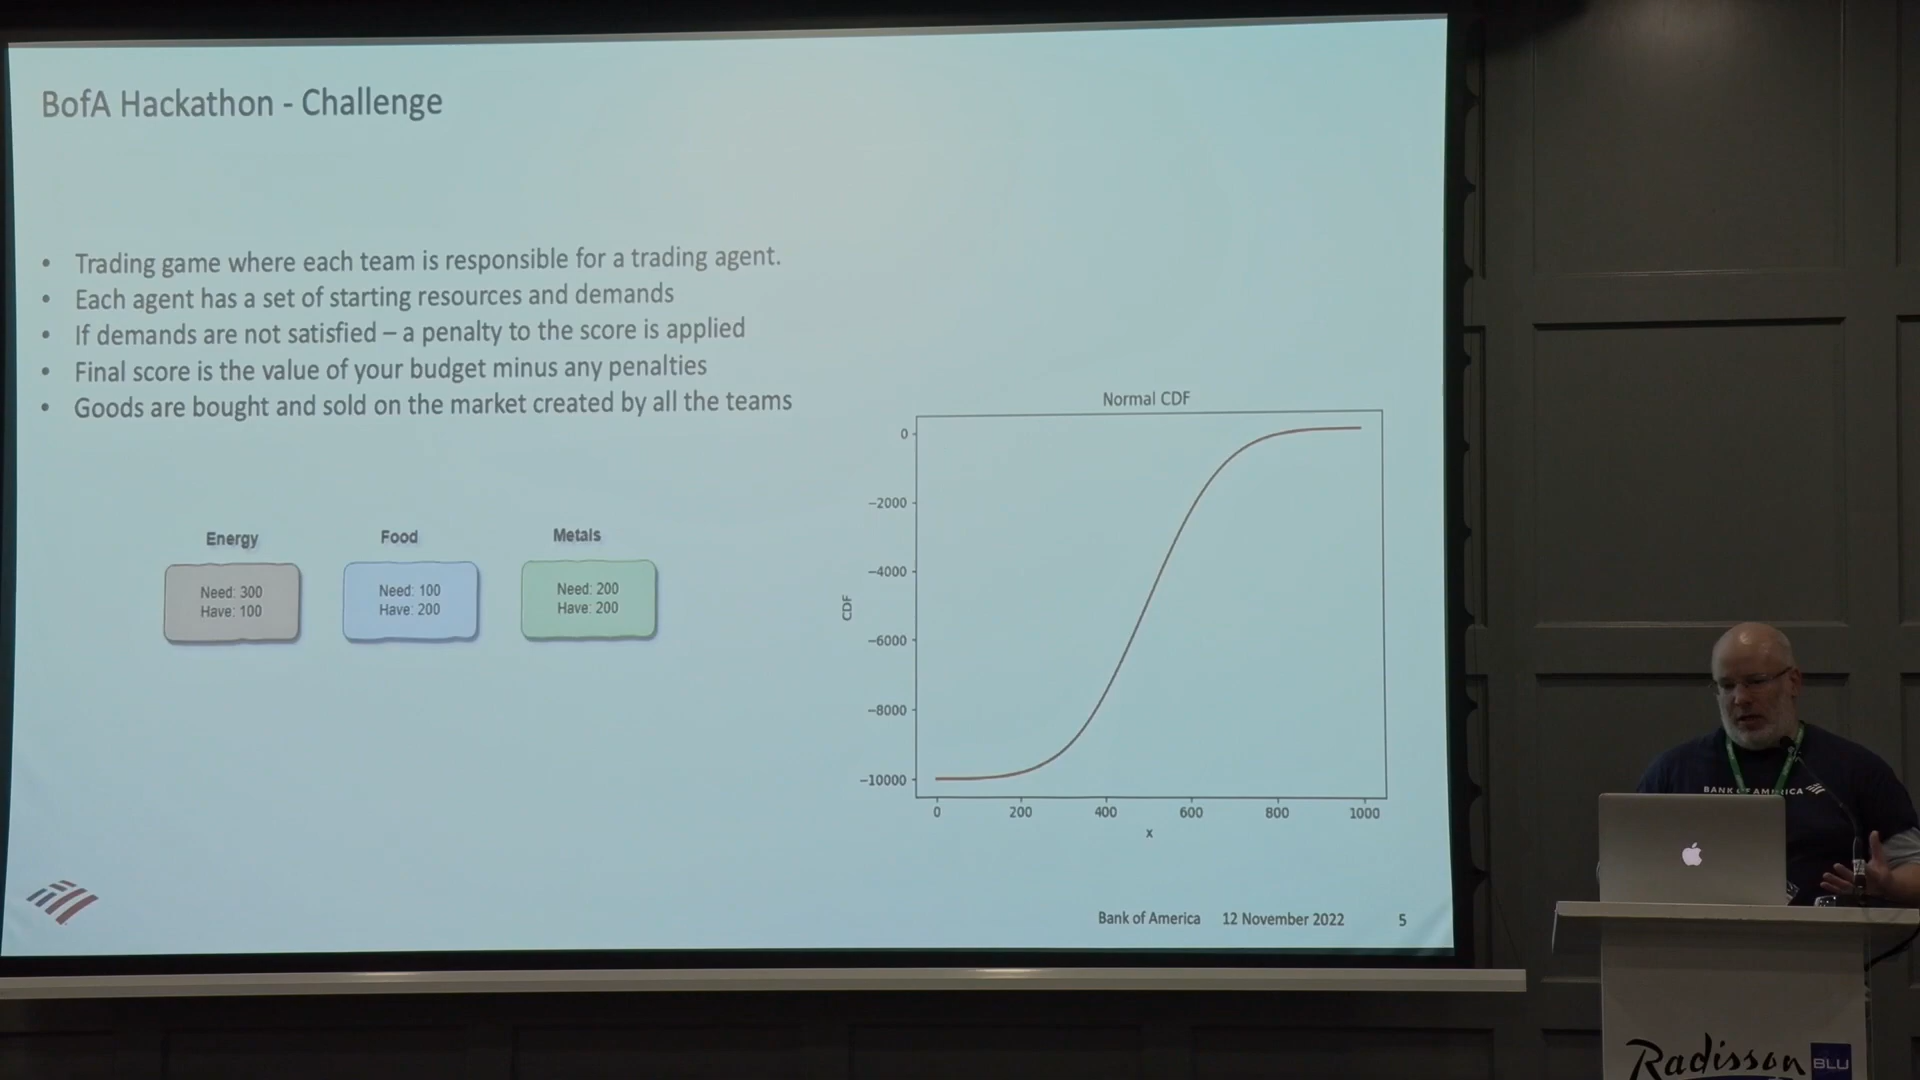 BofA Hackathon - Challenge
• Trading game where each team is responsible for a trading agent.
• Each agent has a set of starting resources and demands
• If demands are not satisfied – a penalty to the score is applied
• Final score is the value of your budget minus any penalties
• Goods are bought and sold on the market created by all the teams
Energy
Need: 300
Have: 100
Food
Need: 100
Have: 200
Metals
Need: 200
Have: 200
Normal CDF
0
−2000
−4000
−6000
−8000
−10000
CDF
0 200 400 600 800 1000
x
Bank of America 12 November 2022 5
BANK OF AMERICA
Radisson BLU